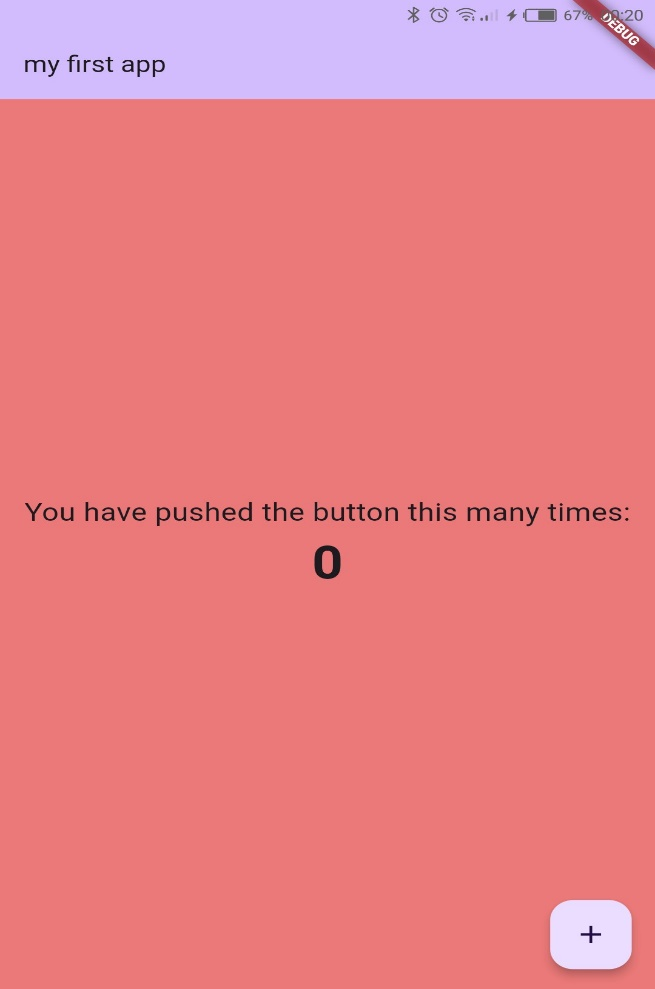 67%
DEBUG
my first app
You have pushed the button this many times:
0
+